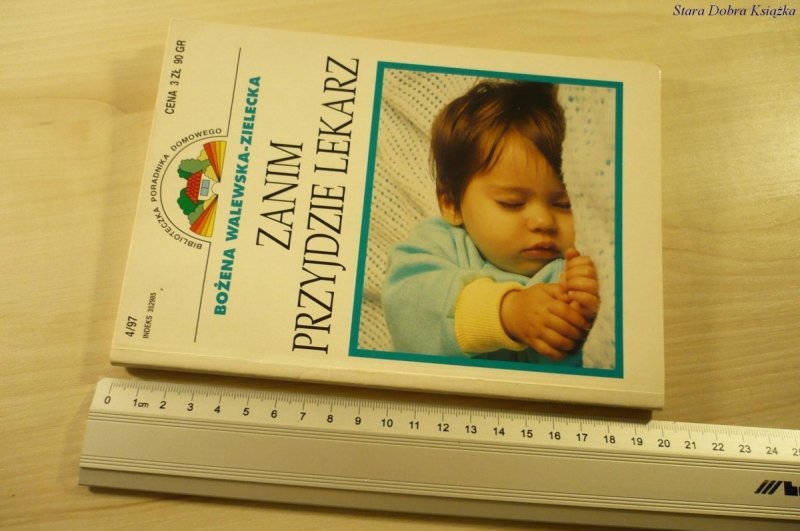 Stara Dobra Książka
CENA 3 ZŁ 90 GR
BIBLIOTECZKA PORADNIKA DOMOWEGO
4/97
INDEKS 352985
BOŻENA WALEWSKA-ZIELECKA
ZANIM
PRZYJDZIE LEKARZ
0 1cm 2 3 4 5 6 7 8 9 10 11 12 13 14 15 16 17 18 19 20 21 22 23 24 25